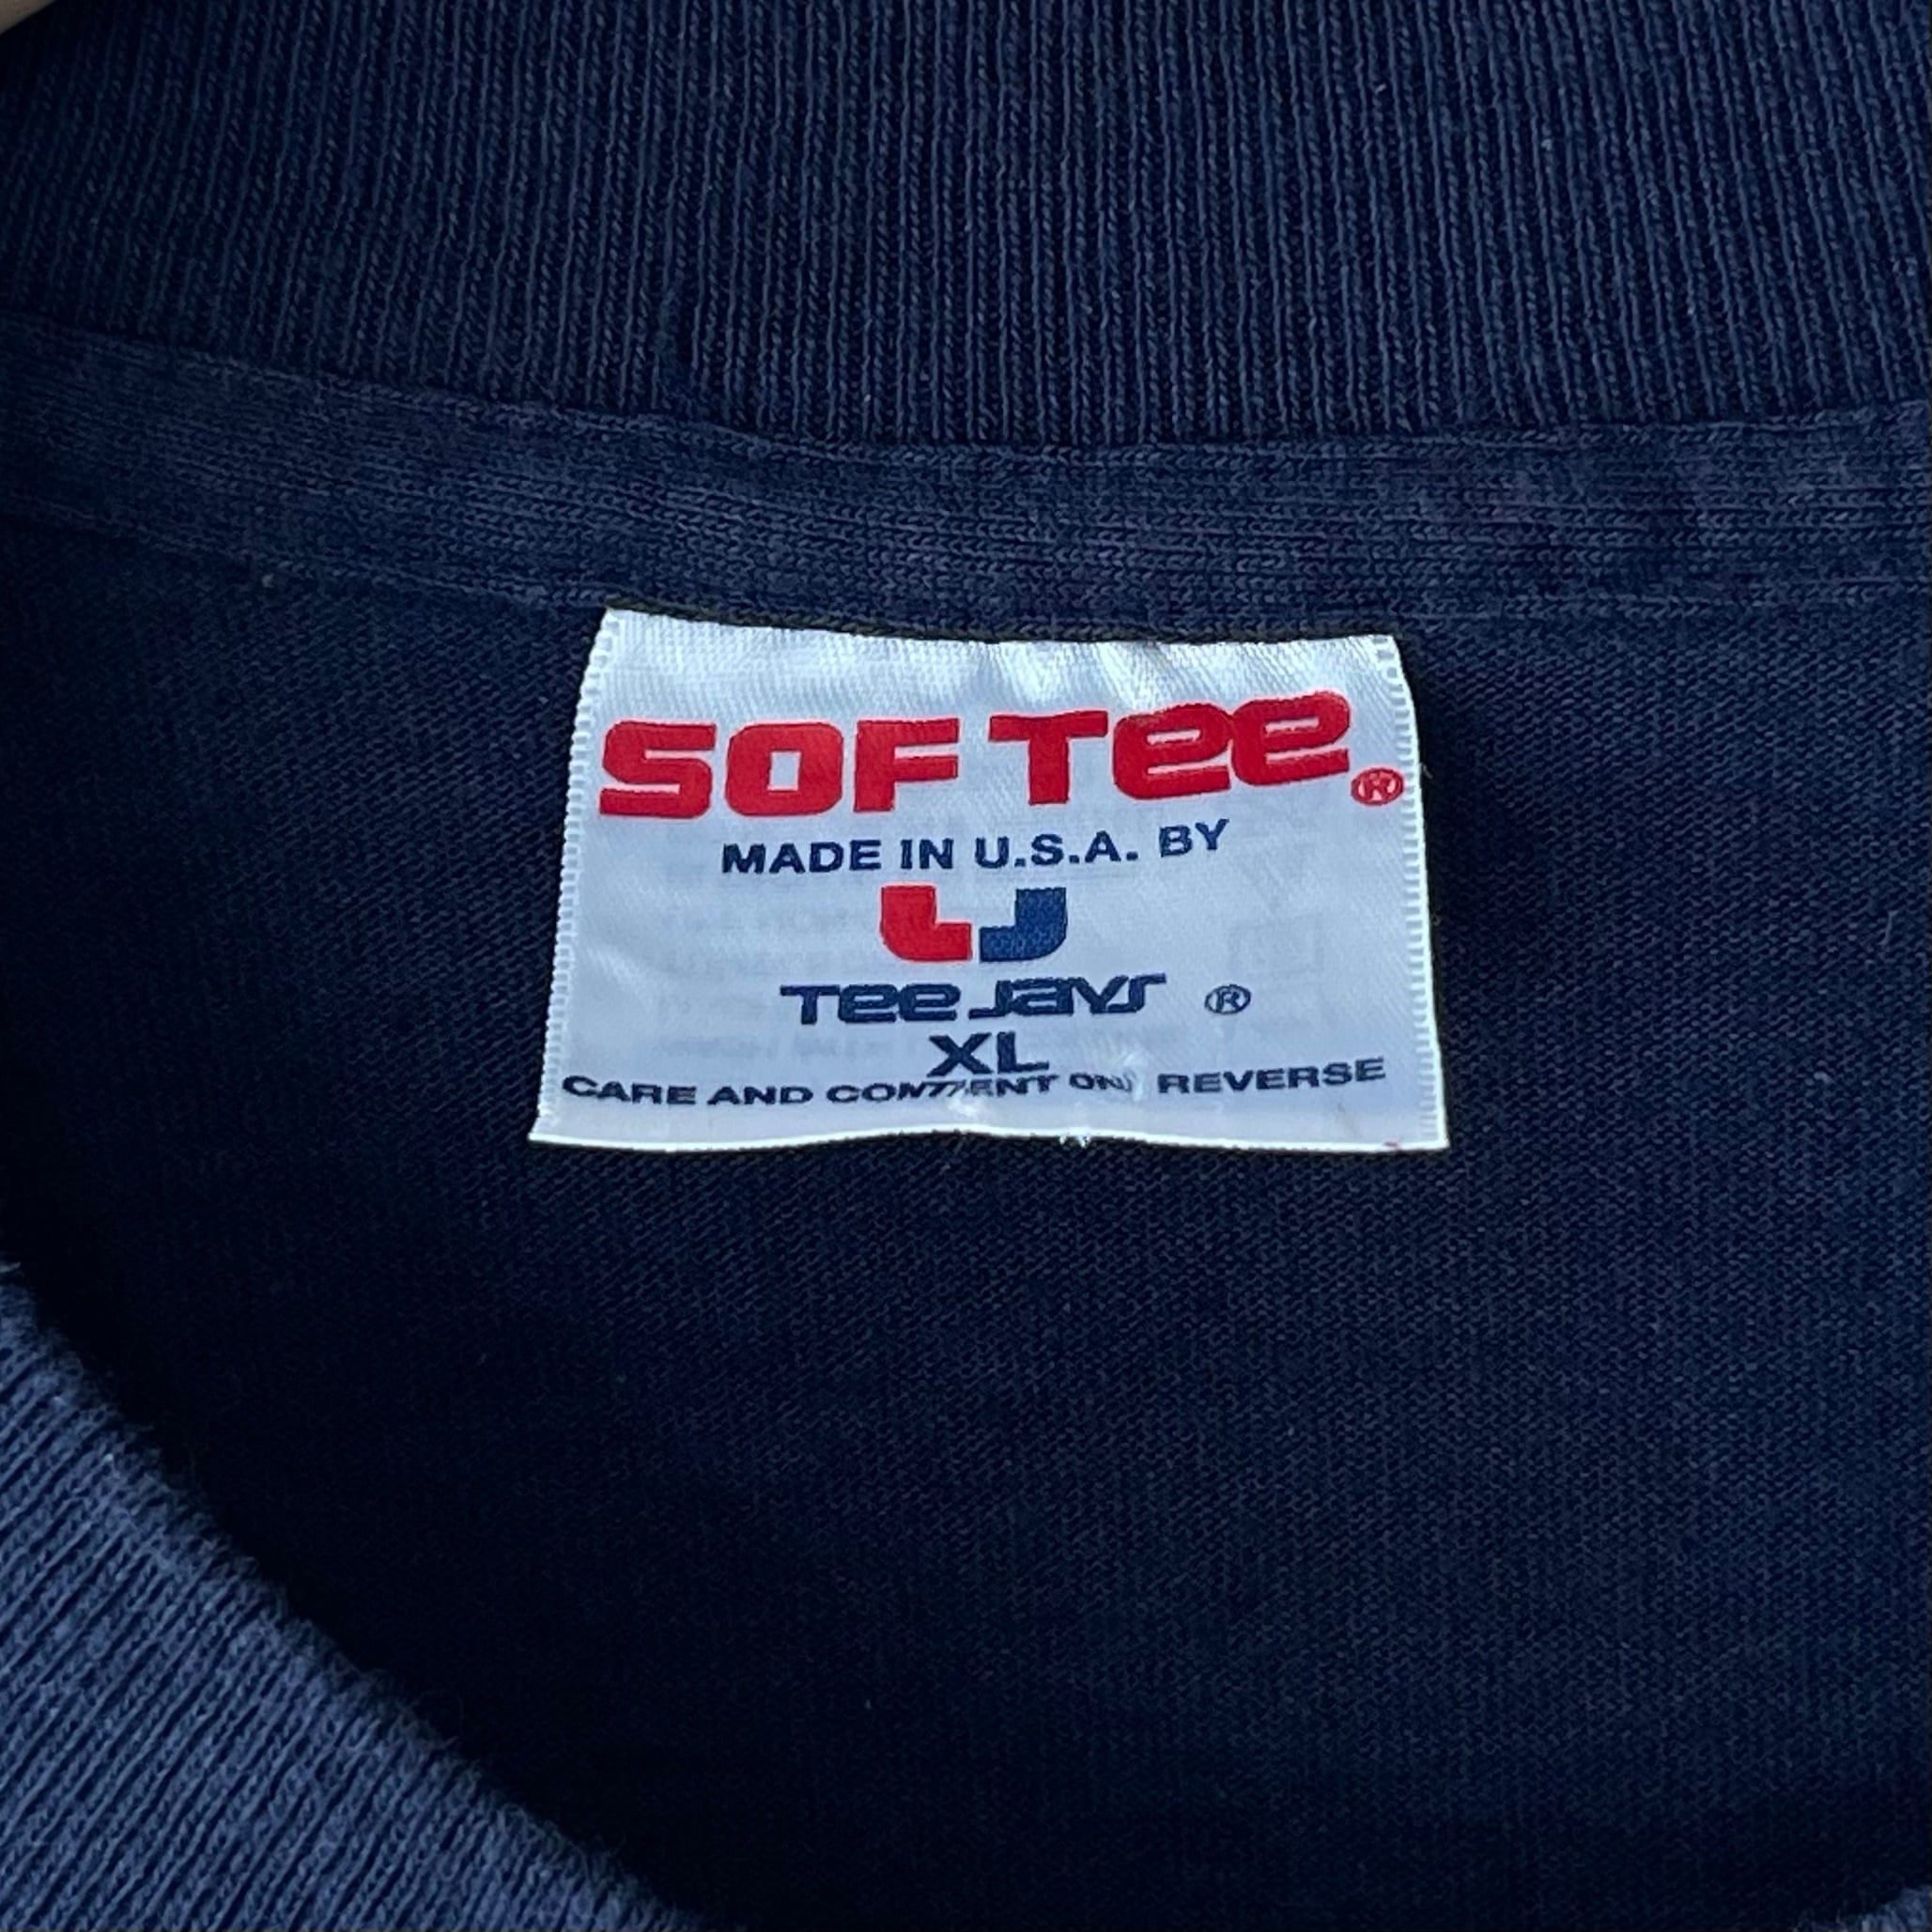 SOF TEE®
MADE IN U.S.A. BY
TJ
TEE JAYS ®
XL
CARE AND CONTENT ON REVERSE